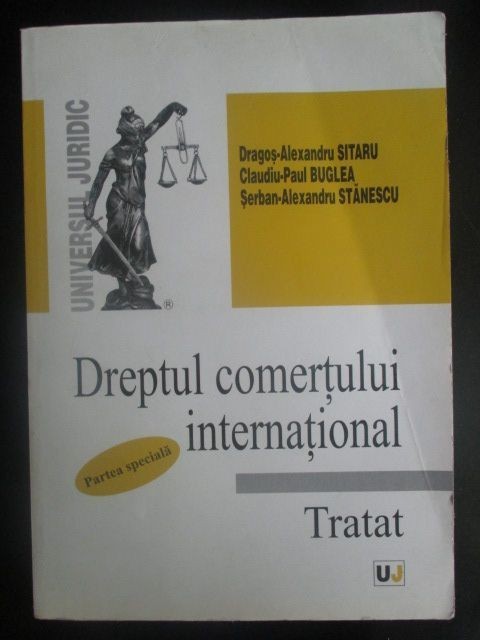 UNIVERSUL JURIDIC
®
Dragoș-Alexandru SITARU
Claudiu-Paul BUGLEA
Șerban-Alexandru STĂNESCU
Dreptul comerțului
internațional
Partea specială
Tratat
UJ